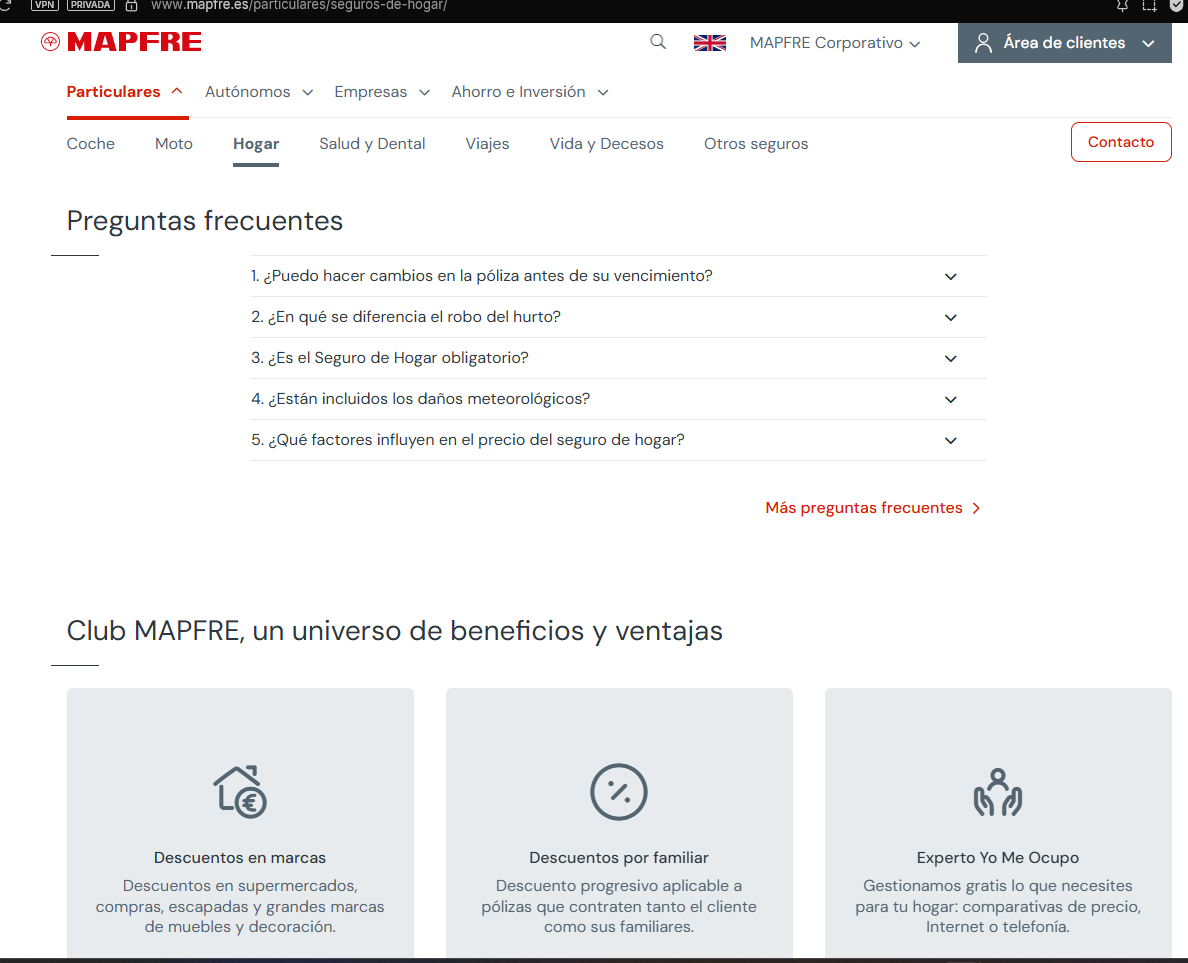 VPN PRIVADA www.mapfre.es/particulares/seguros-de-hogar/
MAPFRE
MAPFRE Corporativo
Área de clientes
Particulares Autónomos Empresas Ahorro e Inversión
Coche Moto Hogar Salud y Dental Viajes Vida y Decesos Otros seguros
Contacto
Preguntas frecuentes
1. ¿Puedo hacer cambios en la póliza antes de su vencimiento?
2. ¿En qué se diferencia el robo del hurto?
3. ¿Es el Seguro de Hogar obligatorio?
4. ¿Están incluidos los daños meteorológicos?
5. ¿Qué factores influyen en el precio del seguro de hogar?
Más preguntas frecuentes
Club MAPFRE, un universo de beneficios y ventajas
Descuentos en marcas
Descuentos en supermercados,
compras, escapadas y grandes marcas
de muebles y decoración.
Descuentos por familiar
Descuento progresivo aplicable a
pólizas que contraten tanto el cliente
como sus familiares.
Experto Yo Me Ocupo
Gestionamos gratis lo que necesites
para tu hogar: comparativas de precio,
Internet o telefonía.